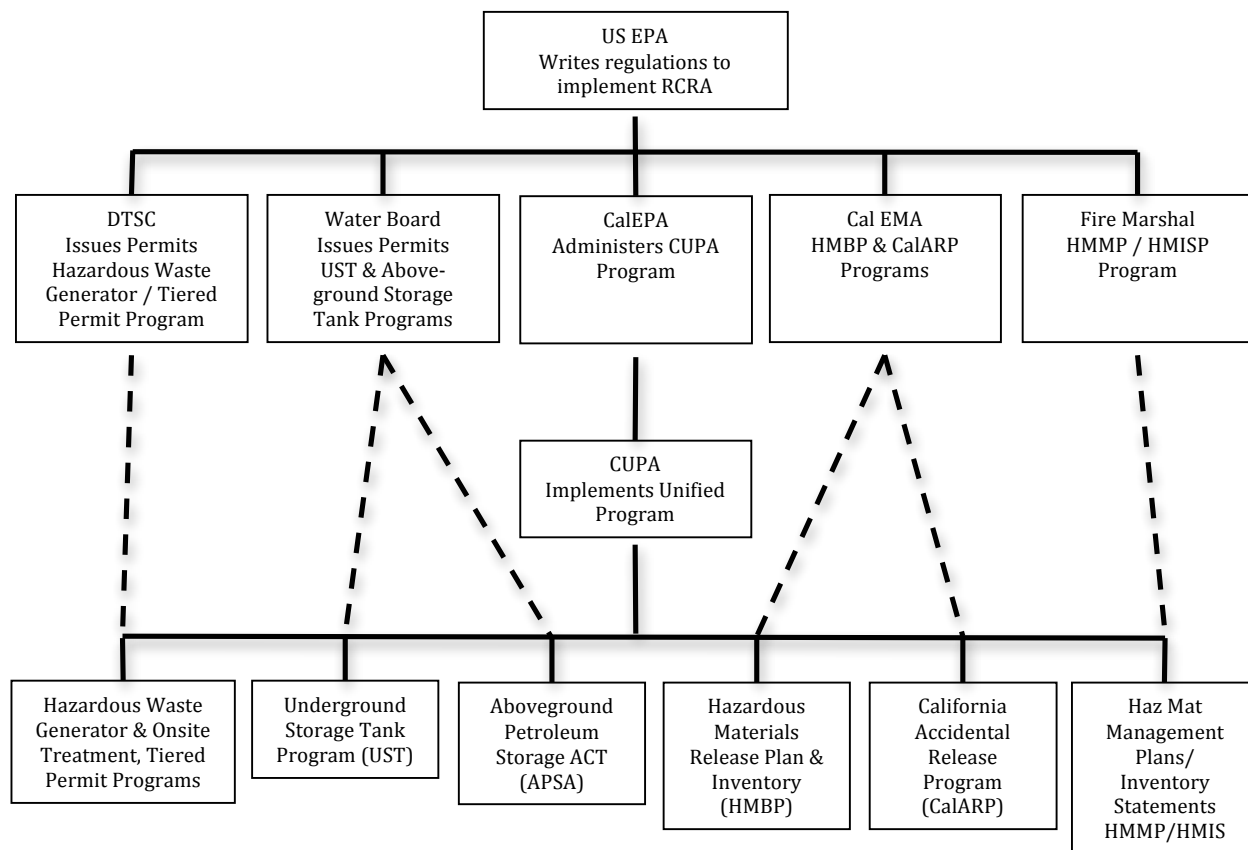 US EPA
Writes regulations to
implement RCRA
DTSC
Issues Permits
Hazardous Waste
Generator / Tiered
Permit Program
Water Board
Issues Permits
UST & Above-
ground Storage
Tank Programs
CalEPA
Administers CUPA
Program
Cal EMA
HMBP & CalARP
Programs
Fire Marshal
HMMP / HMISP
Program
CUPA
Implements Unified
Program
Hazardous Waste
Generator & Onsite
Treatment, Tiered
Permit Programs
Underground
Storage Tank
Program (UST)
Aboveground
Petroleum
Storage ACT
(APSA)
Hazardous
Materials
Release Plan &
Inventory
(HMBP)
California
Accidental
Release
Program
(CalARP)
Haz Mat
Management
Plans/
Inventory
Statements
HMMP/HMIS